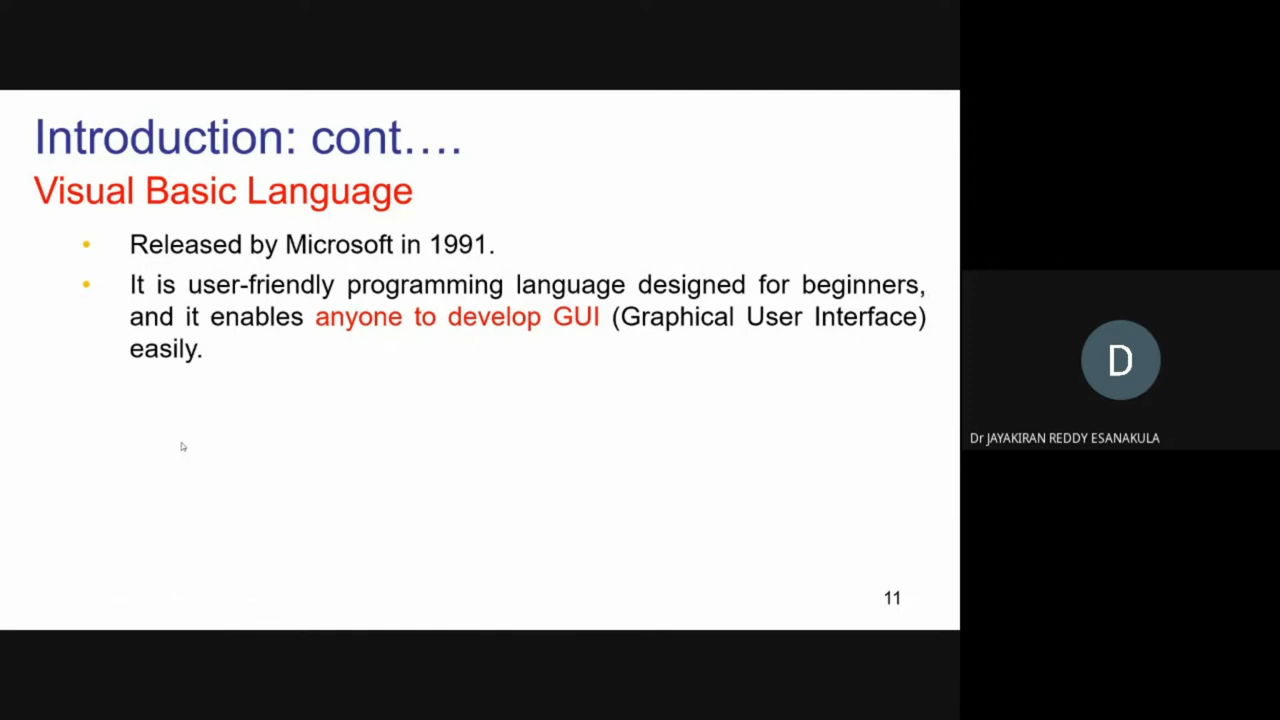 Introduction: cont….
Visual Basic Language
• Released by Microsoft in 1991.
• It is user-friendly programming language designed for beginners,
and it enables anyone to develop GUI (Graphical User Interface)
easily.
11
D
Dr JAYAKIRAN REDDY ESANAKULA